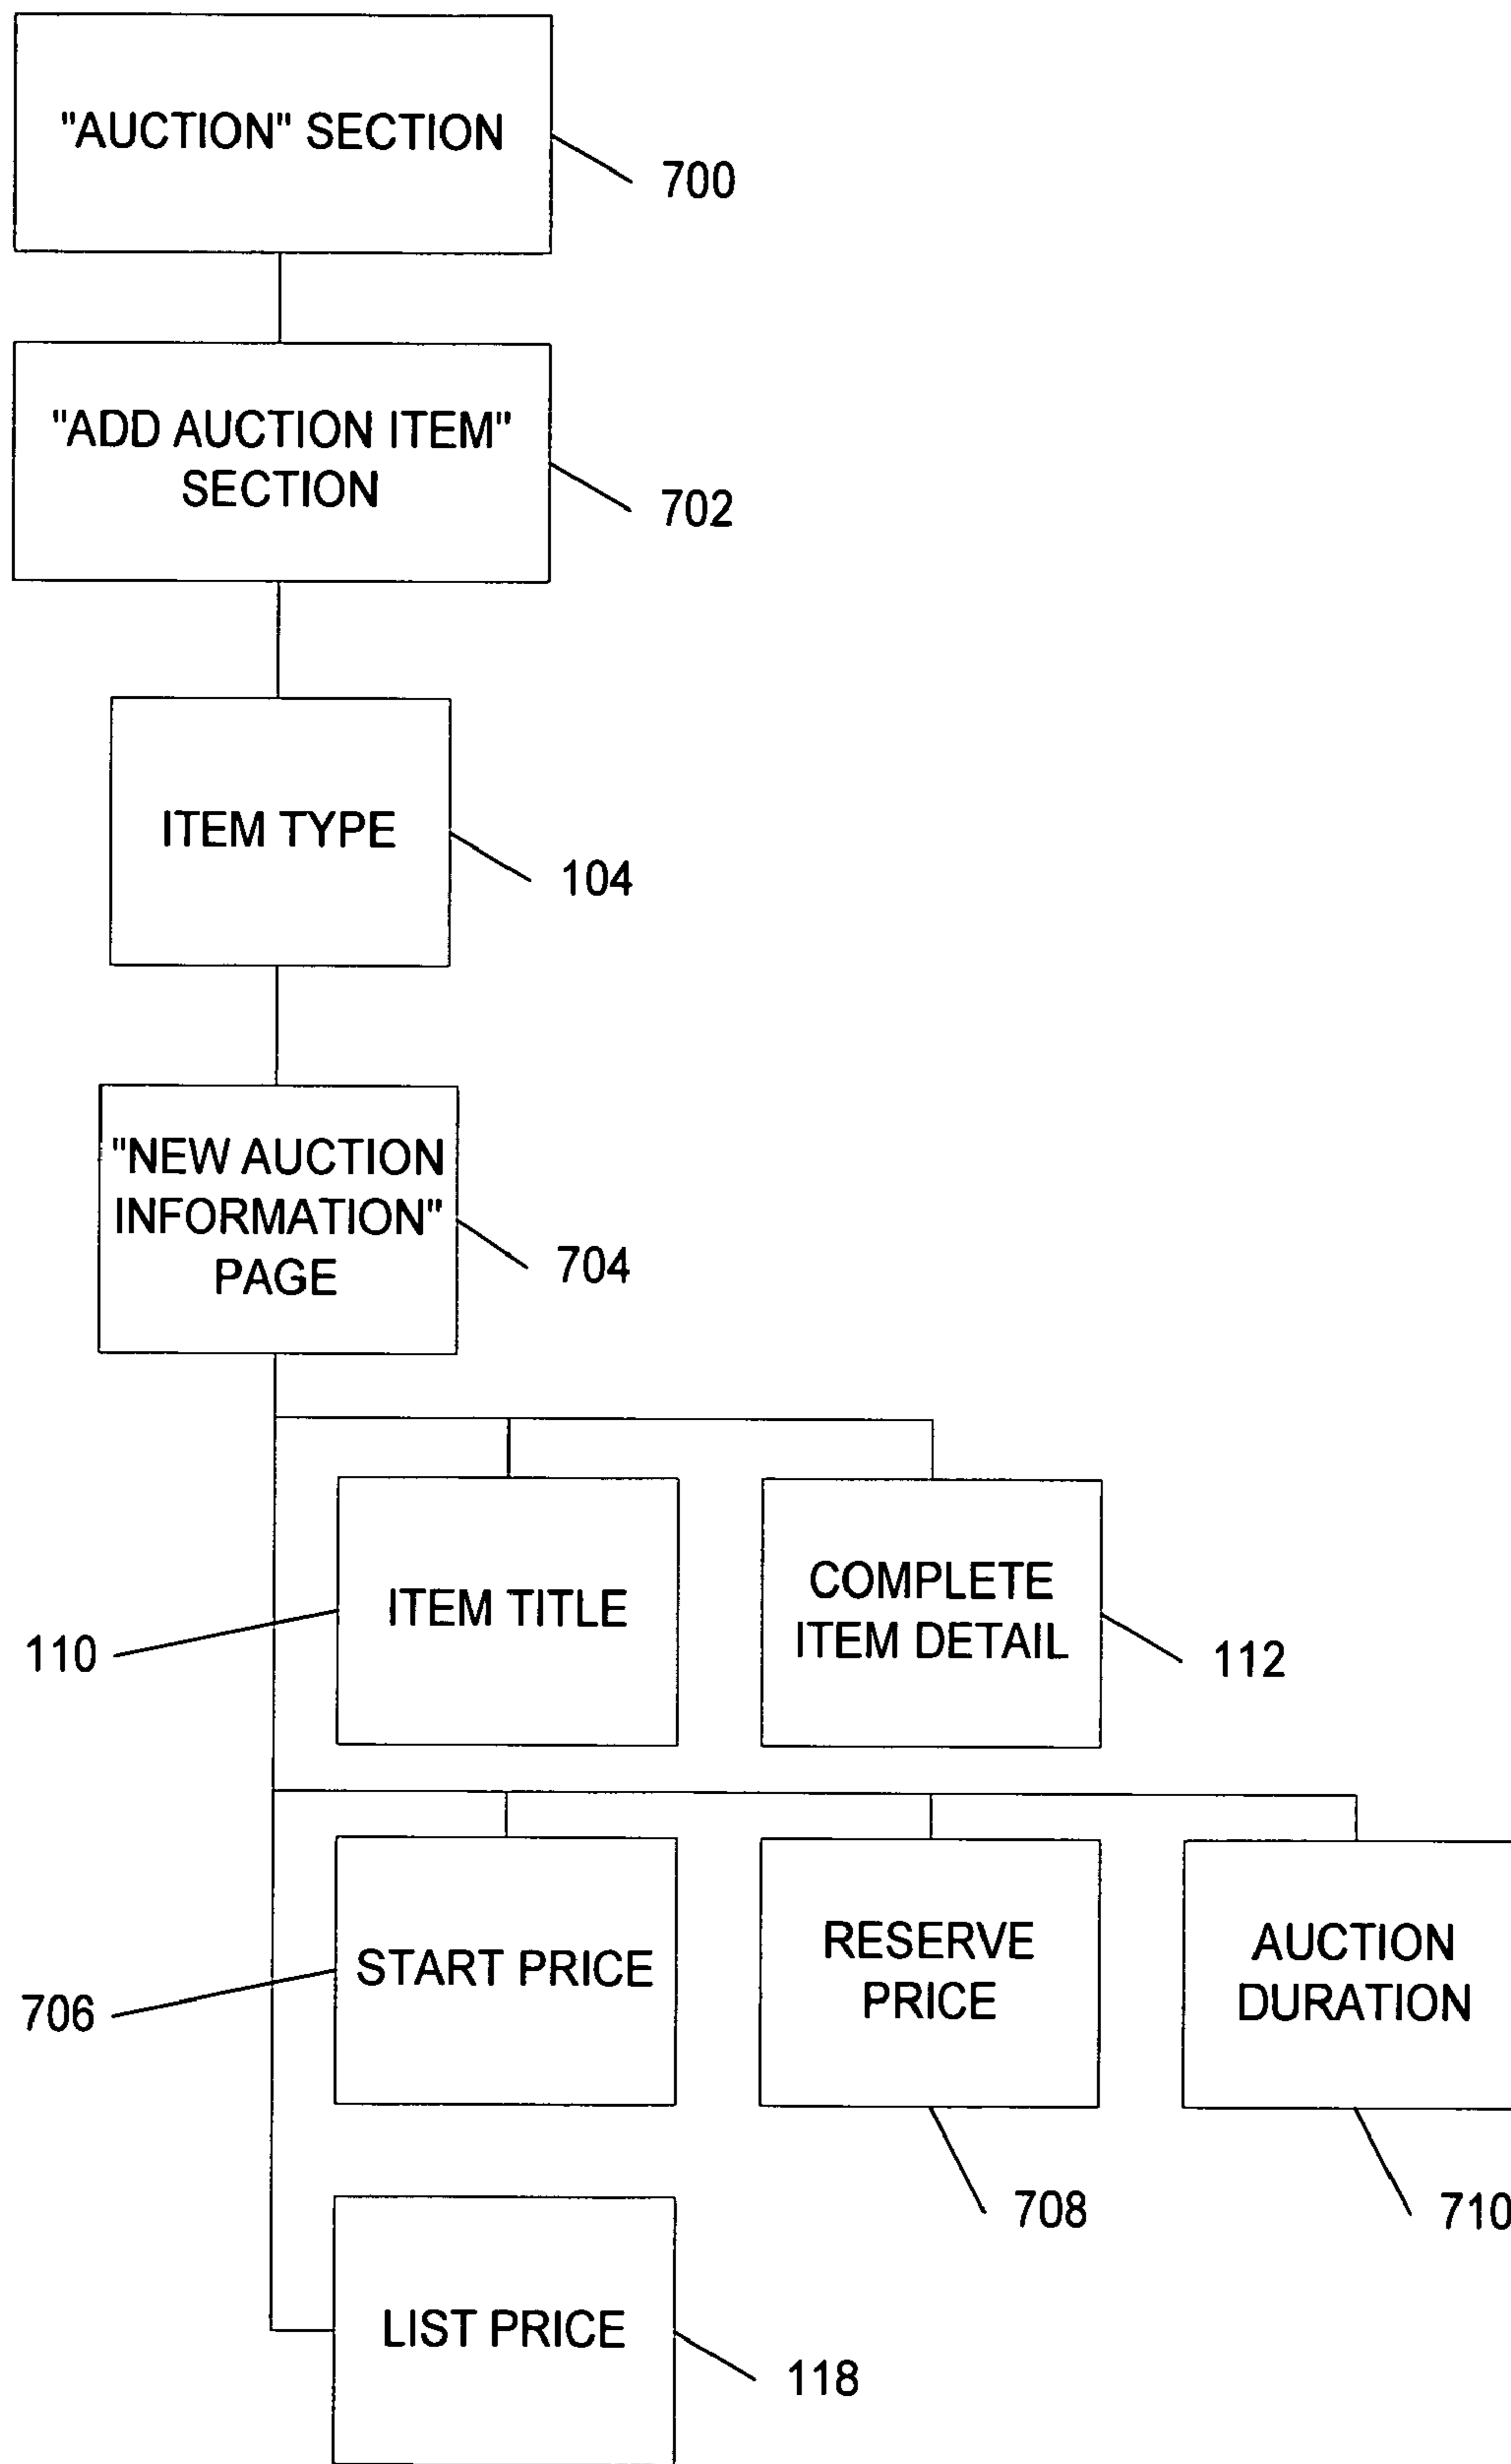 "AUCTION" SECTION
700
"ADD AUCTION ITEM"
SECTION
702
ITEM TYPE
104
"NEW AUCTION
INFORMATION"
PAGE
704
ITEM TITLE
110
COMPLETE
ITEM DETAIL
112
START PRICE
706
RESERVE
PRICE
708
AUCTION
DURATION
710
LIST PRICE
118